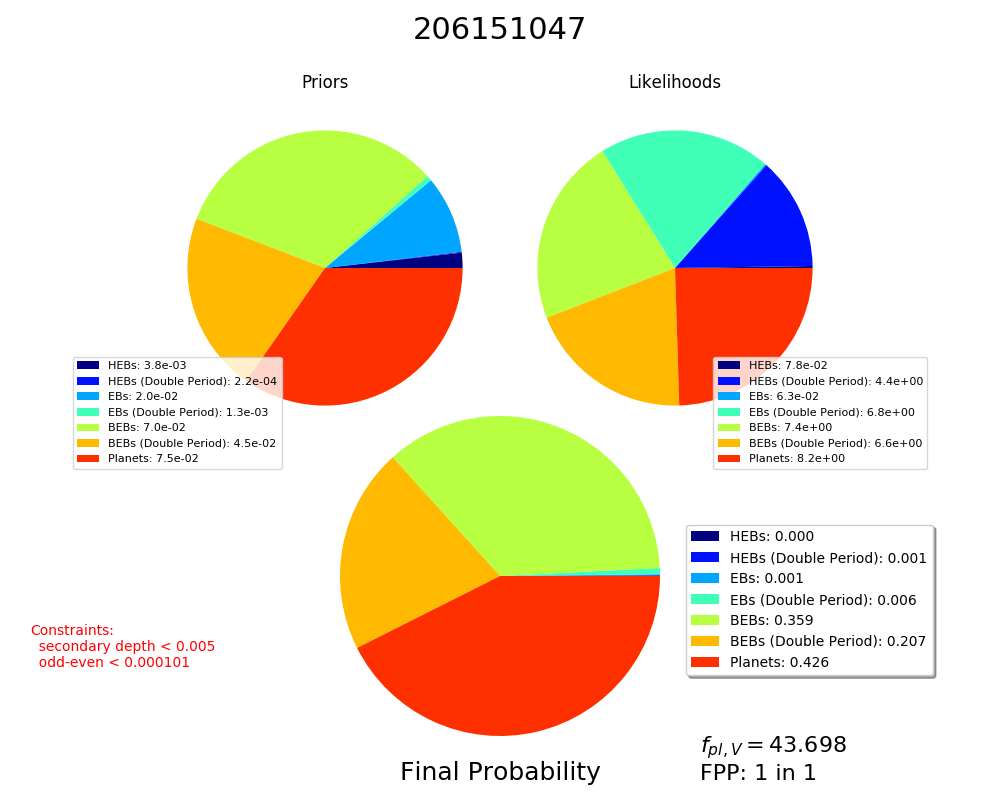 206151047
Priors
Likelihoods
HEBs: 3.8e-03
HEBs (Double Period): 2.2e-04
EBs: 2.0e-02
EBs (Double Period): 1.3e-03
BEBs: 7.0e-02
BEBs (Double Period): 4.5e-02
Planets: 7.5e-02
HEBs: 7.8e-02
HEBs (Double Period): 4.4e+00
EBs: 6.3e-02
EBs (Double Period): 6.8e+00
BEBs: 7.4e+00
BEBs (Double Period): 6.6e+00
Planets: 8.2e+00
HEBs: 0.000
HEBs (Double Period): 0.001
EBs: 0.001
EBs (Double Period): 0.006
BEBs: 0.359
BEBs (Double Period): 0.207
Planets: 0.426
Constraints:
secondary depth < 0.005
odd-even < 0.000101
Final Probability
f_{pl,V} = 43.698
FPP: 1 in 1